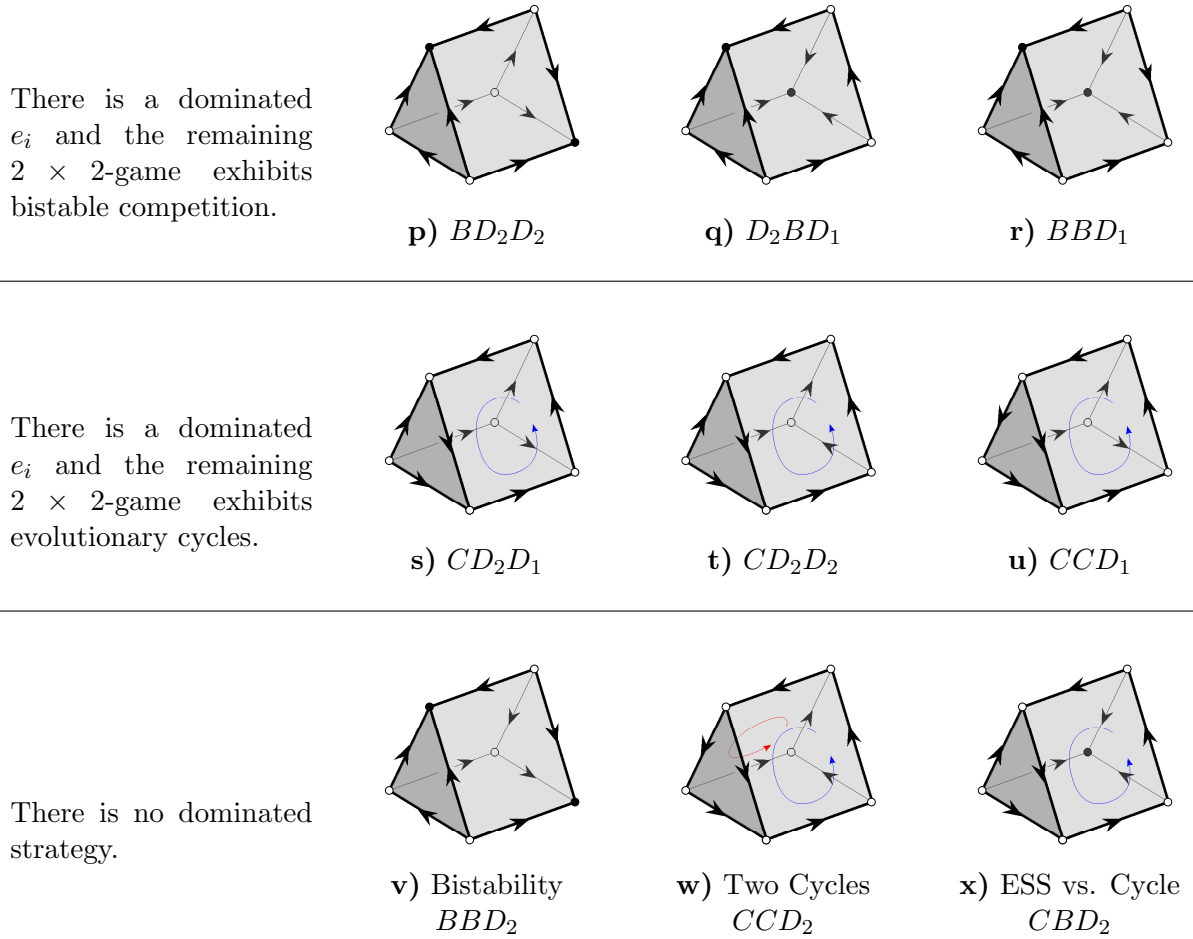 There is a dominated
e_i and the remaining
2 × 2-game exhibits
bistable competition.
p) BD_2D_2
q) D_2BD_1
r) BBD_1
There is a dominated
e_i and the remaining
2 × 2-game exhibits
evolutionary cycles.
s) CD_2D_1
t) CD_2D_2
u) CCD_1
There is no dominated
strategy.
v) Bistability
BBD_2
w) Two Cycles
CCD_2
x) ESS vs. Cycle
CBD_2